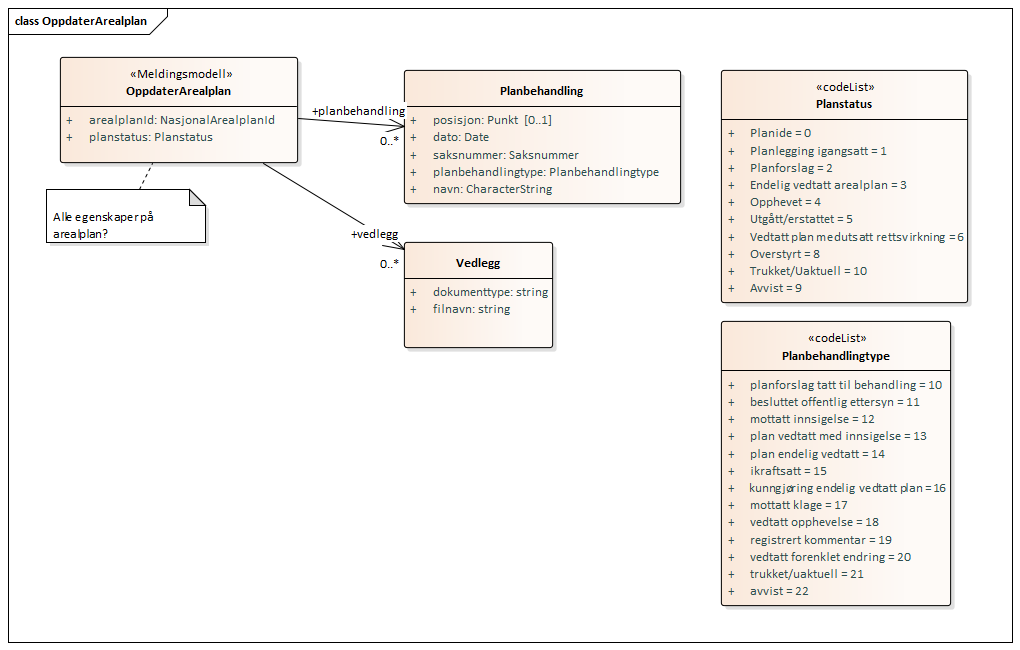 class OppdaterArealplan
«Meldingsmodell»
OppdaterArealplan
+ arealplanId: NasjonalArealplanId
+ planstatus: Planstatus
Alle egenskaper på
arealplan?
+planbehandling
0..*
+vedlegg
0..*
Planbehandling
+ posisjon: Punkt [0..1]
+ dato: Date
+ saksnummer: Saksnummer
+ planbehandlingtype: Planbehandlingtype
+ navn: CharacterString
Vedlegg
+ dokumenttype: string
+ filnavn: string
«codeList»
Planstatus
+ Planide = 0
+ Planlegging igangsatt = 1
+ Planforslag = 2
+ Endelig vedtatt arealplan = 3
+ Opphevet = 4
+ Utgått/erstattet = 5
+ Vedtatt plan med utsatt rettsvirkning = 6
+ Overstyrt = 8
+ Trukket/Uaktuell = 10
+ Avvist = 9
«codeList»
Planbehandlingtype
+ planforslag tatt til behandling = 10
+ besluttet offentlig ettersyn = 11
+ mottatt innsigelse = 12
+ plan vedtatt med innsigelse = 13
+ plan endelig vedtatt = 14
+ ikraftsatt = 15
+ kunngjøring endelig vedtatt plan = 16
+ mottatt klage = 17
+ vedtatt opphevelse = 18
+ registrert kommentar = 19
+ vedtatt forenklet endring = 20
+ trukket/uaktuell = 21
+ avvist = 22